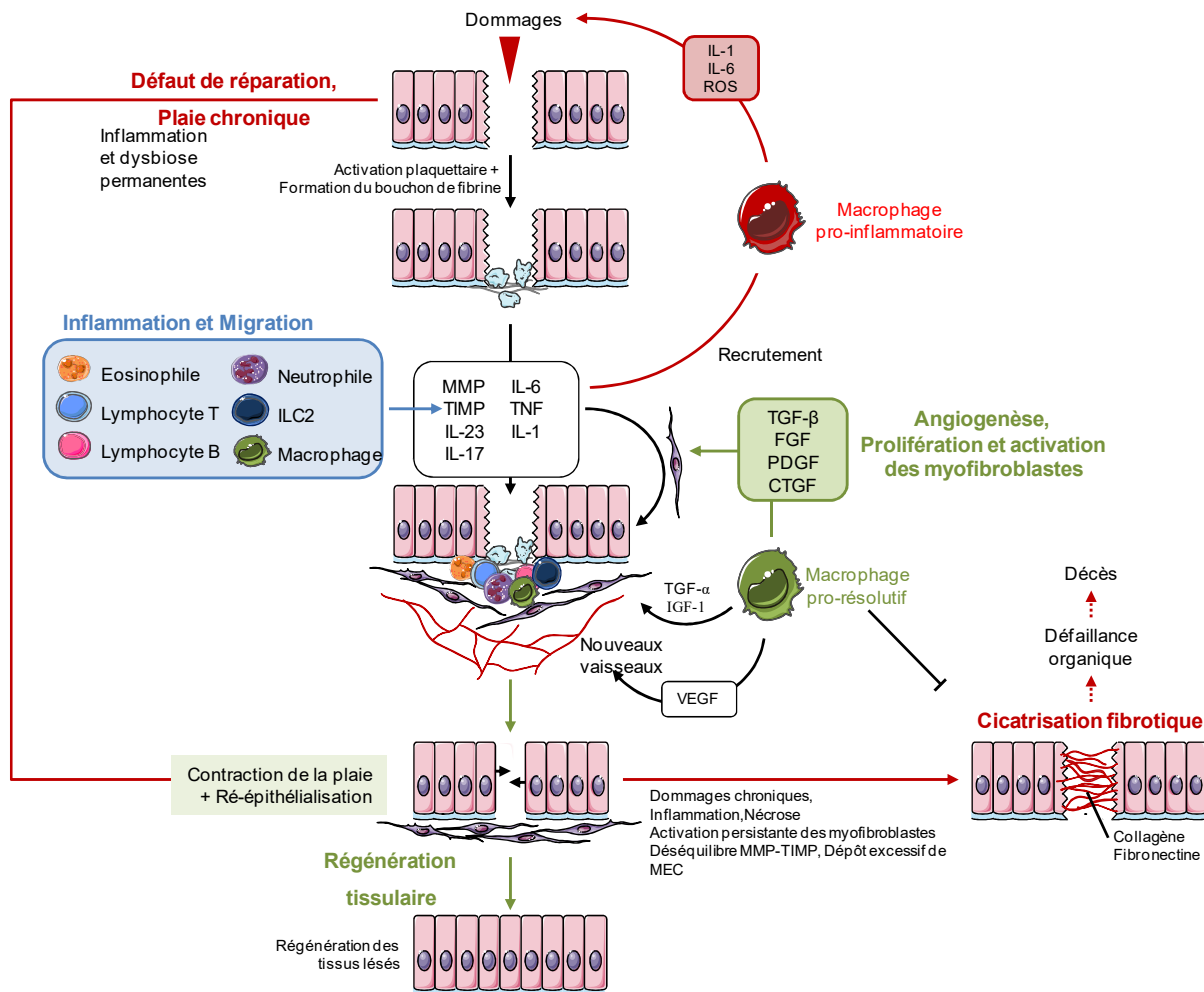 Dommages
IL-1
IL-6
ROS
Défaut de réparation,
Plaie chronique
Inflammation
et dysbiose
permanentes
Activation plaquettaire +
Formation du bouchon de fibrine
Macrophage
pro-inflammatoire
Inflammation et Migration
Eosinophile
Neutrophile
Lymphocyte T
ILC2
Lymphocyte B
Macrophage
MMP
IL-6
TIMP
TNF
IL-23
IL-1
IL-17
Recrutement
TGF-β
FGF
PDGF
CTGF
Angiogenèse,
Prolifération et activation
des myofibroblastes
Macrophage
pro-résolutif
TGF-α
IGF-1
Nouveaux
vaisseaux
VEGF
Décès
Défaillance
organique
Cicatrisation fibrotique
Contraction de la plaie
+ Ré-épithélialisation
Dommages chroniques,
Inflammation,Nécrose
Activation persistante des myofibroblastes
Déséquilibre MMP-TIMP, Dépôt excessif de
MEC
Collagène
Fibronectine
Régénération
tissulaire
Régénération des
tissus lésés